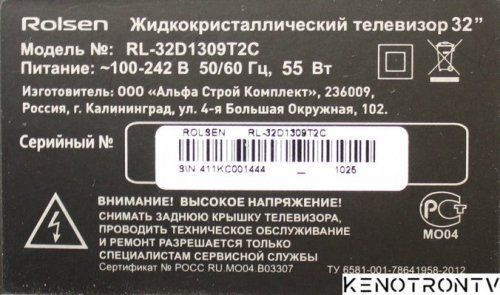 Rolsen Жидкокристаллический телевизор 32"
Модель №: RL-32D1309T2C
Питание: ~100-242 В 50/60 Гц, 55 Вт
Изготовитель: ООО «Альфа Строй Комплект», 236009,
Россия, г. Калининград, ул. 4-я Большая Окружная, 102.
Серийный №:
ROLSEN RL-32D1309T2C
S\N 411KC001444 _ 1025
ВНИМАНИЕ! ВЫСОКОЕ НАПРЯЖЕНИЕ!
СНИМАТЬ ЗАДНЮЮ КРЫШКУ ТЕЛЕВИЗОРА,
ПРОВОДИТЬ ТЕХНИЧЕСКОЕ ОБСЛУЖИВАНИЕ
И РЕМОНТ РАЗРЕШАЕТСЯ ТОЛЬКО
СПЕЦИАЛИСТАМ СЕРВИСНОЙ СЛУЖБЫ
РСТ
МО04
Сертификат № РОСС RU.МО04.В03307
ТУ 6581-001-78641958-2012
KENOTRONTV